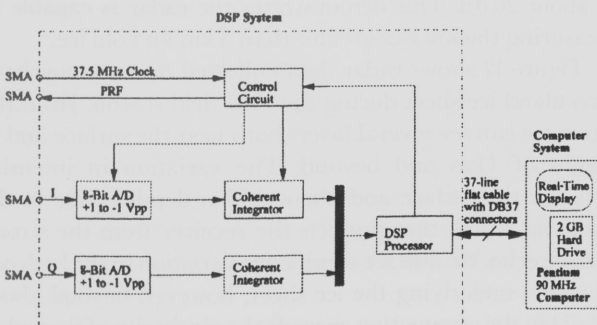 DSP System
SMA
37.5 MHz Clock
SMA
PRF
Control
Circuit
Computer
System
37-line
flat cable
with DB37
connectors
Real-Time
Display
SMA
I
8-Bit A/D
+1 to -1 Vpp
Coherent
Integrator
DSP
Processor
2 GB
Hard
Drive
SMA
Q
8-Bit A/D
+1 to -1 Vpp
Coherent
Integrator
Pentium
90 MHz
Computer